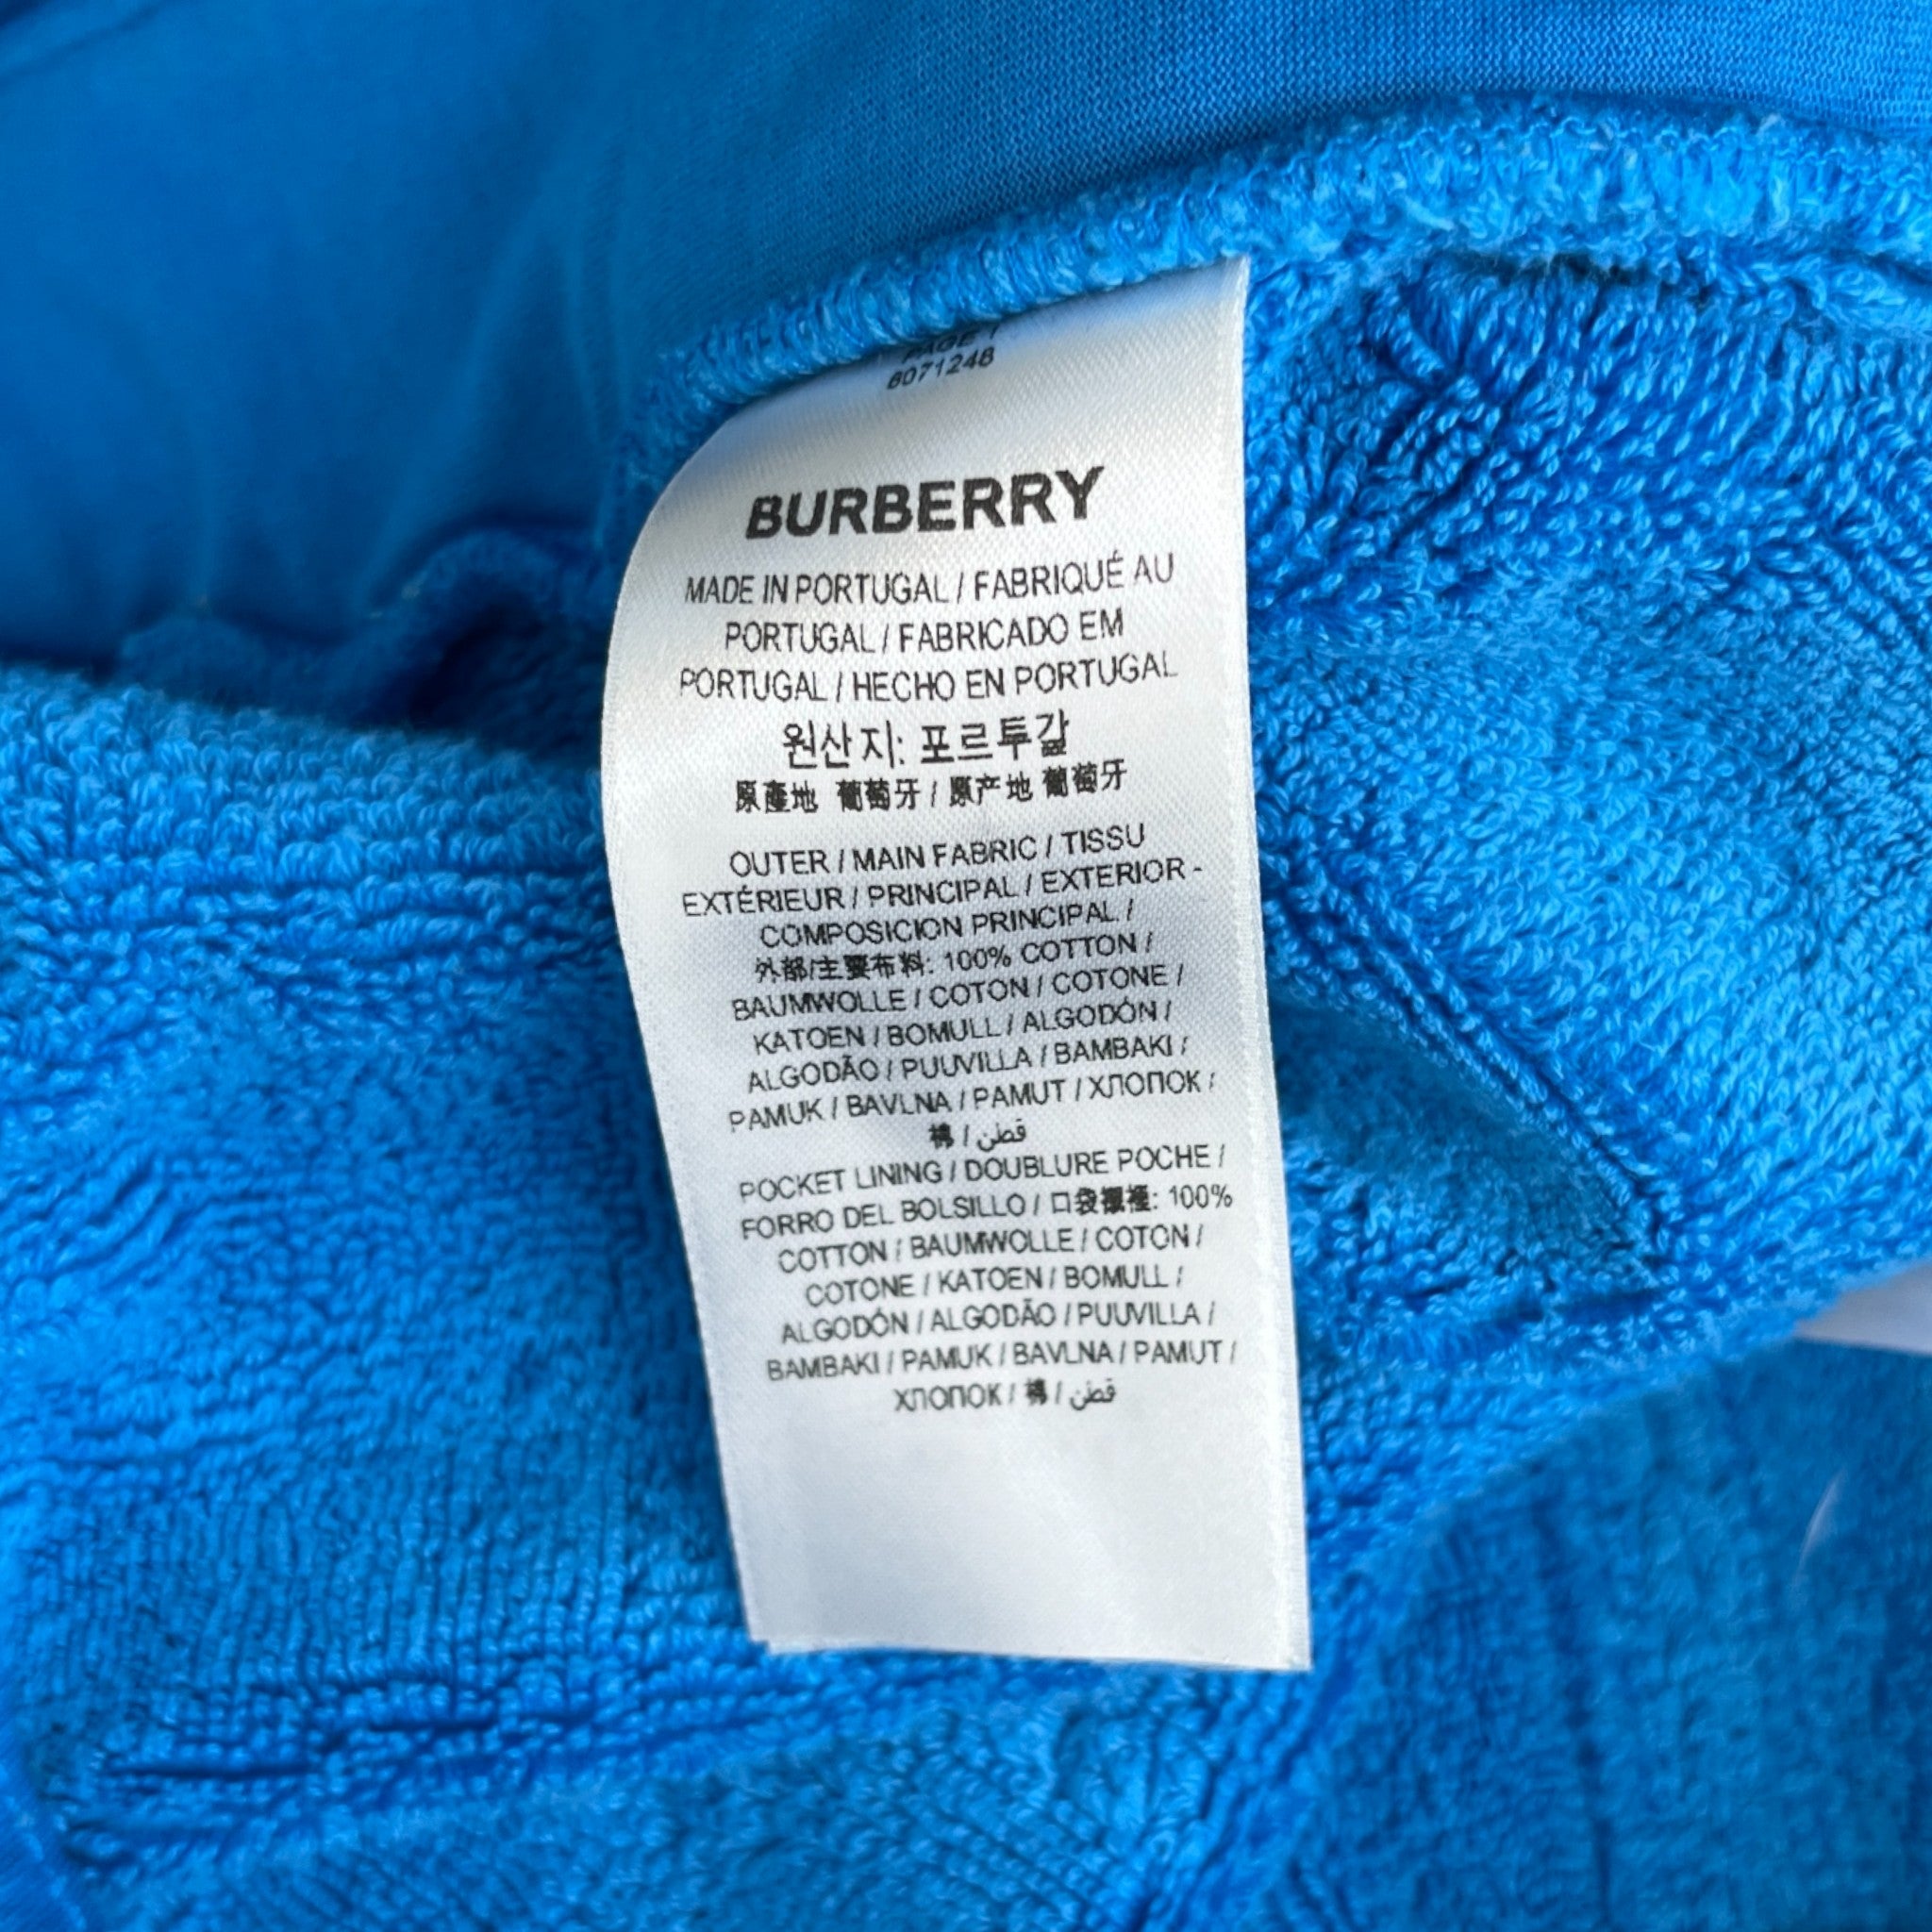 PAGE 1
8071248
BURBERRY
MADE IN PORTUGAL / FABRIQUÉ AU
PORTUGAL / FABRICADO EM
PORTUGAL / HECHO EN PORTUGAL
원산지: 포르투갈
原產地 葡萄牙 / 原产地 葡萄牙
OUTER / MAIN FABRIC / TISSU
EXTÉRIEUR / PRINCIPAL / EXTERIOR -
COMPOSICION PRINCIPAL /
外部/主要布料: 100% COTTON /
BAUMWOLLE / COTON / COTONE /
KATOEN / BOMULL / ALGODÓN /
ALGODÃO / PUUVILLA / BAMBAKI /
PAMUK / BAVLNA / PAMUT / ХЛОПОК /
棉 / قطن
POCKET LINING / DOUBLURE POCHE /
FORRO DEL BOLSILLO / 口袋襯裡: 100%
COTTON / BAUMWOLLE / COTON /
COTONE / KATOEN / BOMULL /
ALGODÓN / ALGODÃO / PUUVILLA /
BAMBAKI / PAMUK / BAVLNA / PAMUT /
ХЛОПОК / 棉 / قطن